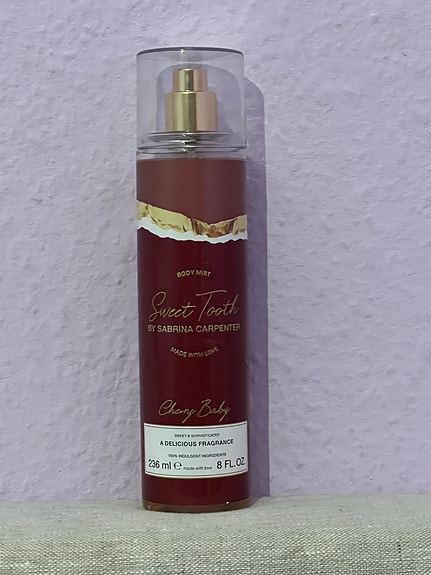 BODY MIST
Sweet Tooth
BY SABRINA CARPENTER
MADE WITH LOVE
Cherry Baby
SWEET & SOPHISTICATED
A DELICIOUS FRAGRANCE
100% INDULGENT INGREDIENTS
236 ml ℮ made with love 8 FL.OZ.